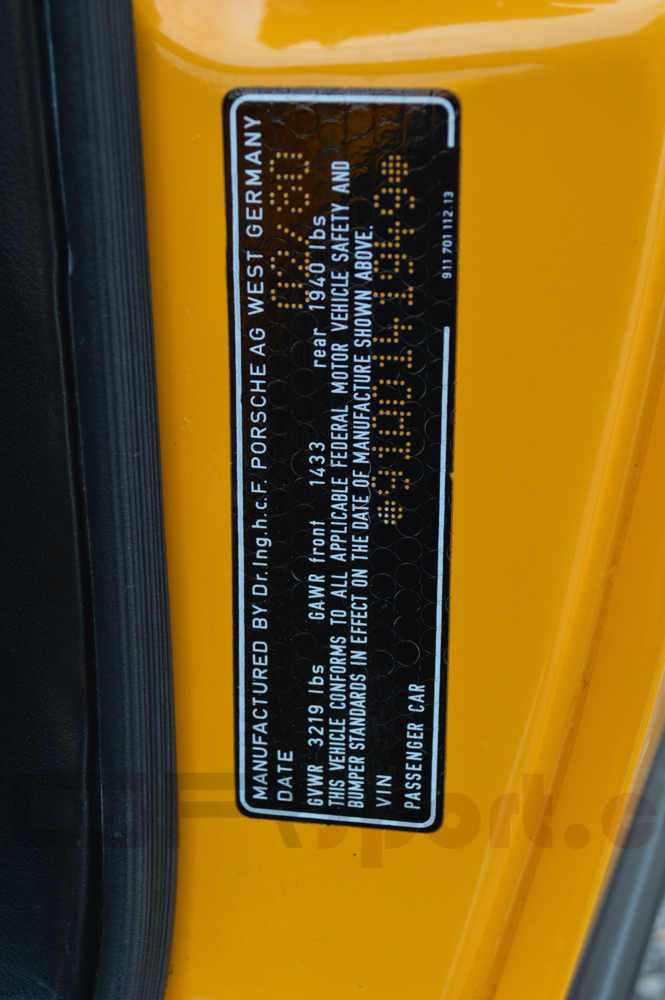 MANUFACTURED BY Dr.Ing.h.c.F. PORSCHE AG WEST GERMANY
DATE 02/80
GVWR 3219 lbs GAWR front 1433 rear 1940 lbs
THIS VEHICLE CONFORMS TO ALL APPLICABLE FEDERAL MOTOR VEHICLE SAFETY AND
BUMPER STANDARDS IN EFFECT ON THE DATE OF MANUFACTURE SHOWN ABOVE.
VIN
PASSENGER CAR
911 701 112.13
sport.e